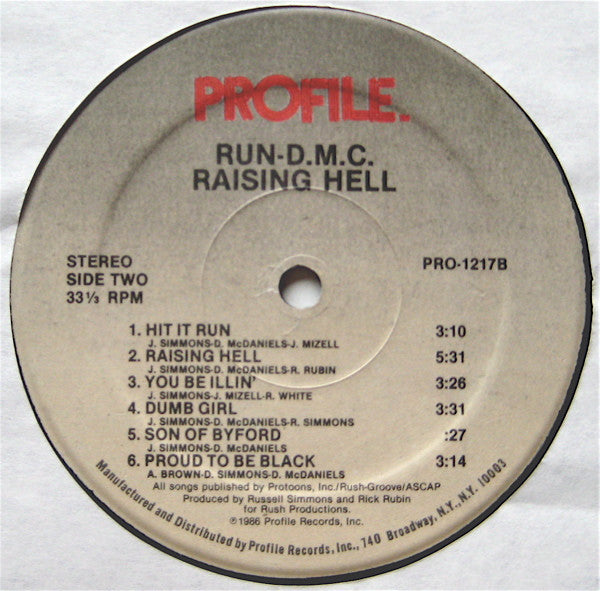 PROFILE.
RUN-D.M.C.
RAISING HELL
STEREO
SIDE TWO
33 ⅓ RPM
PRO-1217B
1. HIT IT RUN 3:10
J. SIMMONS-D. McDANIELS-J. MIZELL
2. RAISING HELL 5:31
J. SIMMONS-D. McDANIELS-R. RUBIN
3. YOU BE ILLIN' 3:26
J. SIMMONS-J. MIZELL-R. WHITE
4. DUMB GIRL 3:31
J. SIMMONS-D. McDANIELS-R. SIMMONS
5. SON OF BYFORD :27
J. SIMMONS-D. McDANIELS
6. PROUD TO BE BLACK 3:14
A. BROWN-D. SIMMONS-D. McDANIELS
All songs published by Protoons, Inc./Rush-Groove/ASCAP
Produced by Russell Simmons and Rick Rubin
for Rush Productions.
℗1986 Profile Records, Inc.
Manufactured and Distributed by Profile Records, Inc., 740 Broadway, N.Y., N.Y. 10003